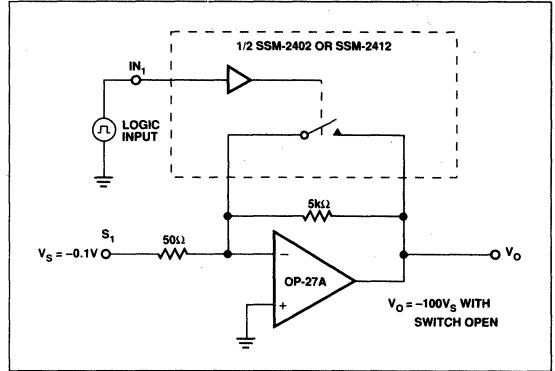 1/2 SSM-2402 OR SSM-2412
IN1
LOGIC
INPUT
5kΩ
S1
50Ω
VS = –0.1V
–
OP-27A
+
VO
VO = –100VS WITH
SWITCH OPEN